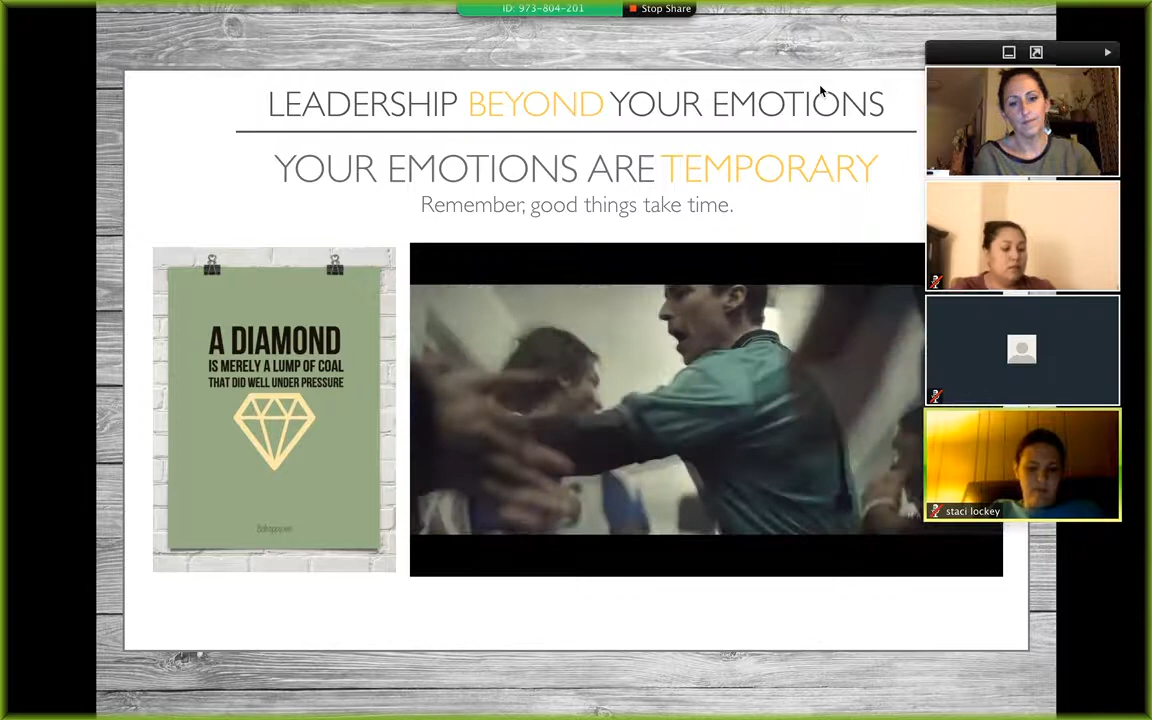 ID: 973-804-201
Stop Share
LEADERSHIP BEYOND YOUR EMOTIONS
YOUR EMOTIONS ARE TEMPORARY
Remember, good things take time.
A DIAMOND
IS MERELY A LUMP OF COAL
THAT DID WELL UNDER PRESSURE
staci lockey